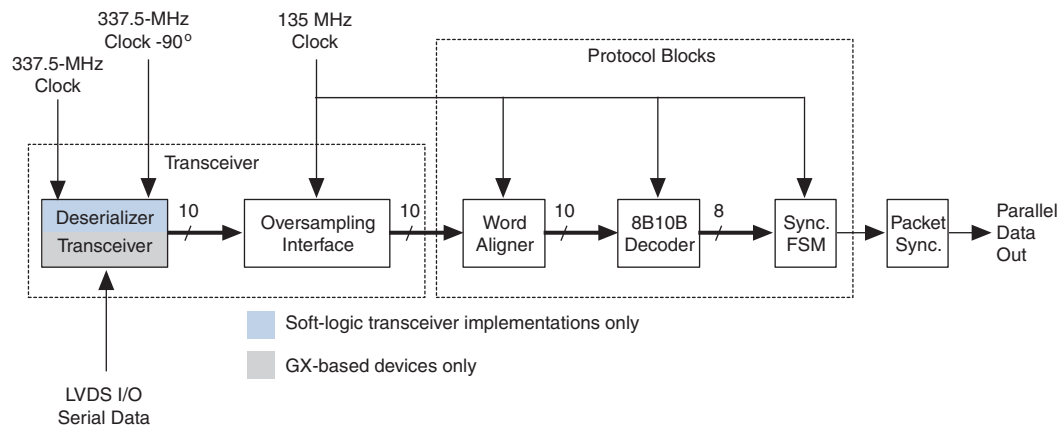 337.5-MHz
Clock -90°
337.5-MHz
Clock
135 MHz
Clock
Protocol Blocks
Transceiver
Deserializer
Transceiver
10
Oversampling
Interface
10
Word
Aligner
10
8B10B
Decoder
8
Sync.
FSM
Packet
Sync.
Parallel
Data
Out
Soft-logic transceiver implementations only
GX-based devices only
LVDS I/O
Serial Data